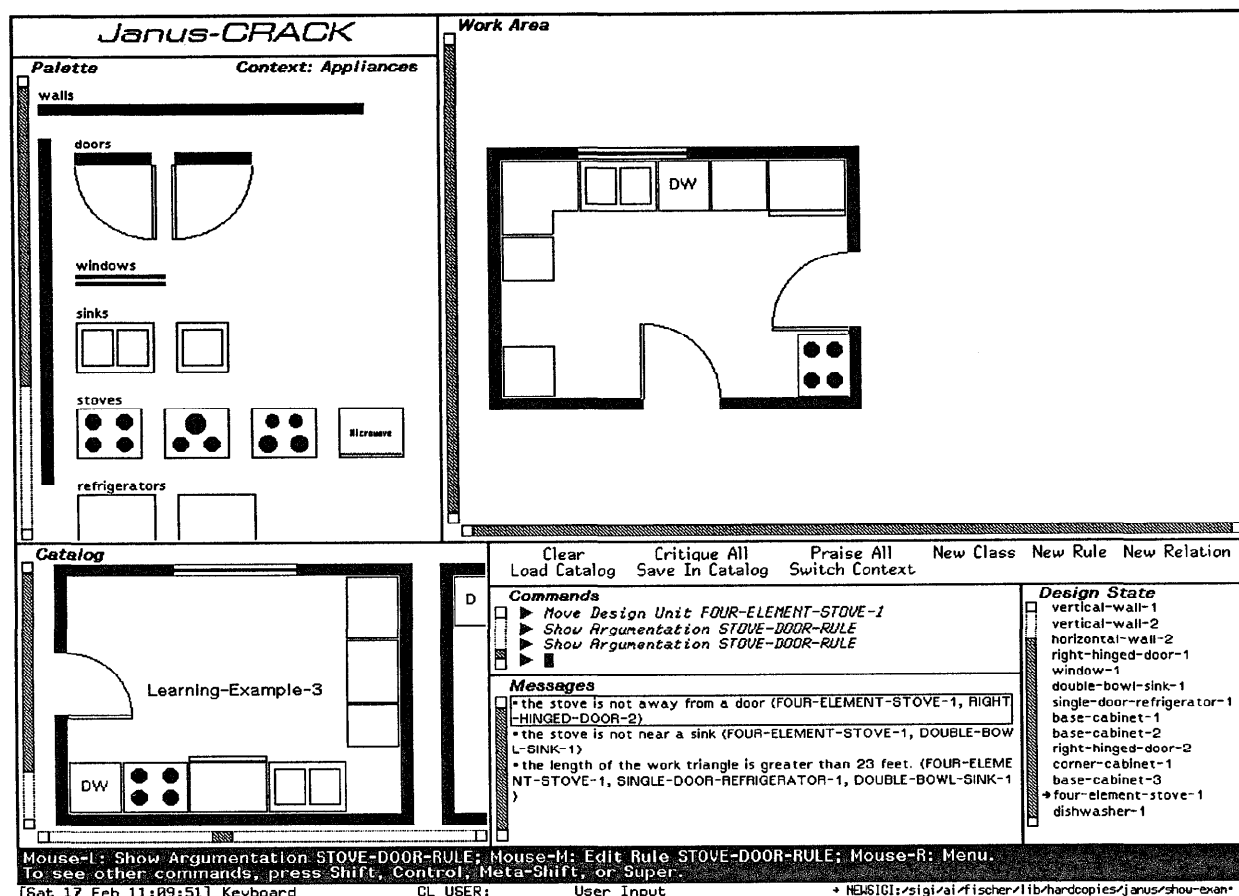 Janus-CRACK
Palette Context: Appliances
walls
doors
windows
sinks
stoves
Microwave
refrigerators
Work Area
DW
Catalog
D
Learning-Example-3
DW
Clear Critique All Praise All New Class New Rule New Relation
Load Catalog Save In Catalog Switch Context
Commands
Move Design Unit FOUR-ELEMENT-STOVE-1
Show Argumentation STOVE-DOOR-RULE
Show Argumentation STOVE-DOOR-RULE
Messages
•the stove is not away from a door (FOUR-ELEMENT-STOVE-1, RIGHT
-HINGED-DOOR-2)
•the stove is not near a sink (FOUR-ELEMENT-STOVE-1, DOUBLE-BOW
L-SINK-1)
•the length of the work triangle is greater than 23 feet. (FOUR-ELEME
NT-STOVE-1, SINGLE-DOOR-REFRIGERATOR-1, DOUBLE-BOWL-SINK-1
)
Design State
vertical-wall-1
vertical-wall-2
horizontal-wall-2
right-hinged-door-1
window-1
double-bowl-sink-1
single-door-refrigerator-1
base-cabinet-1
base-cabinet-2
right-hinged-door-2
corner-cabinet-1
base-cabinet-3
→four-element-stove-1
dishwasher-1
Mouse-L: Show Argumentation STOVE-DOOR-RULE; Mouse-M: Edit Rule STOVE-DOOR-RULE; Mouse-R: Menu.
To see other commands, press Shift, Control, Meta-Shift, or Super.
[Sat 17 Feb 11:09:51] Keyboard CL USER: User Input + NEWSIGI:/sigi/ai/fischer/lib/hardcopies/janus/show-exam•